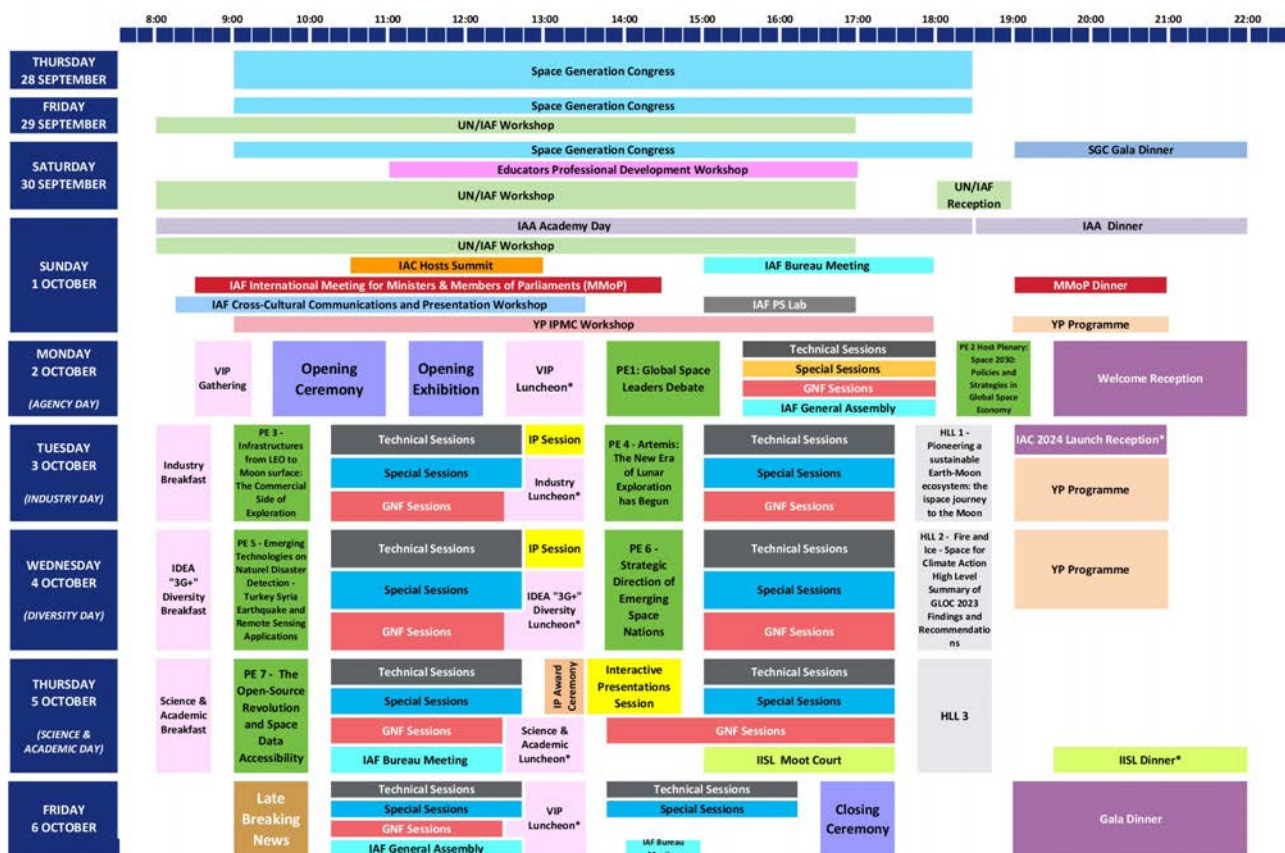 8:00 9:00 10:00 11:00 12:00 13:00 14:00 15:00 16:00 17:00 18:00 19:00 20:00 21:00 22:00
THURSDAY
28 SEPTEMBER
Space Generation Congress
FRIDAY
29 SEPTEMBER
Space Generation Congress
UN/IAF Workshop
SATURDAY
30 SEPTEMBER
Space Generation Congress
SGC Gala Dinner
Educators Professional Development Workshop
UN/IAF Workshop
UN/IAF
Reception
SUNDAY
1 OCTOBER
IAA Academy Day
IAA Dinner
UN/IAF Workshop
IAC Hosts Summit
IAF Bureau Meeting
IAF International Meeting for Ministers & Members of Parliaments (MMoP)
MMoP Dinner
IAF Cross-Cultural Communications and Presentation Workshop
IAF PS Lab
YP IPMC Workshop
YP Programme
MONDAY
2 OCTOBER
(AGENCY DAY)
VIP
Gathering
Opening
Ceremony
Opening
Exhibition
VIP
Luncheon*
PE1: Global Space
Leaders Debate
Technical Sessions
Special Sessions
GNF Sessions
IAF General Assembly
PE 2 Host Plenary:
Space 2030:
Policies and
Strategies in
Global Space
Economy
Welcome Reception
TUESDAY
3 OCTOBER
(INDUSTRY DAY)
Industry
Breakfast
PE 3 -
Infrastructures
from LEO to
Moon surface:
The Commercial
Side of
Exploration
Technical Sessions
Special Sessions
GNF Sessions
IP Session
Industry
Luncheon*
PE 4 - Artemis:
The New Era
of Lunar
Exploration
has Begun
Technical Sessions
Special Sessions
GNF Sessions
HLL 1 -
Pioneering a
sustainable
Earth-Moon
ecosystem: the
ispace journey
to the Moon
IAC 2024 Launch Reception*
YP Programme
WEDNESDAY
4 OCTOBER
(DIVERSITY DAY)
IDEA
"3G+"
Diversity
Breakfast
PE 5 - Emerging
Technologies on
Naturel Disaster
Detection -
Turkey Syria
Earthquake and
Remote Sensing
Applications
Technical Sessions
Special Sessions
GNF Sessions
IP Session
IDEA "3G+"
Diversity
Luncheon*
PE 6 -
Strategic
Direction of
Emerging
Space
Nations
Technical Sessions
Special Sessions
GNF Sessions
HLL 2 - Fire and
Ice - Space for
Climate Action
High Level
Summary of
GLOC 2023
Findings and
Recommendatio
ns
YP Programme
THURSDAY
5 OCTOBER
(SCIENCE &
ACADEMIC DAY)
Science &
Academic
Breakfast
PE 7 - The
Open-Source
Revolution
and Space
Data
Accessibility
Technical Sessions
Special Sessions
GNF Sessions
IAF Bureau Meeting
IP Award
Ceremony
Science &
Academic
Luncheon*
Interactive
Presentations
Session
Technical Sessions
Special Sessions
GNF Sessions
IISL Moot Court
HLL 3
IISL Dinner*
FRIDAY
6 OCTOBER
Late
Breaking
News
Technical Sessions
Special Sessions
GNF Sessions
IAF General Assembly
VIP
Luncheon*
Technical Sessions
Special Sessions
IAF Bureau
Closing
Ceremony
Gala Dinner